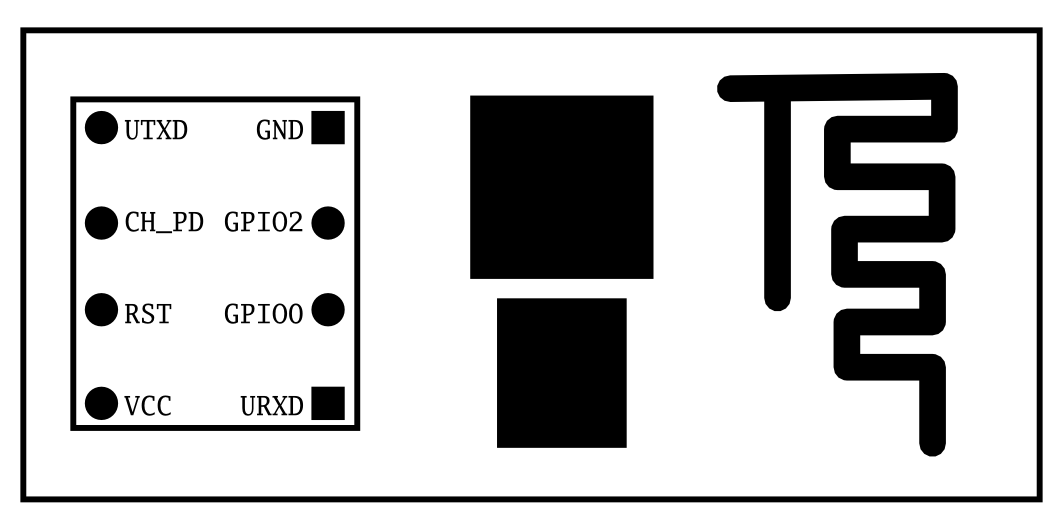 UTXD GND
CH_PD GPIO2
RST GPIO0
VCC URXD